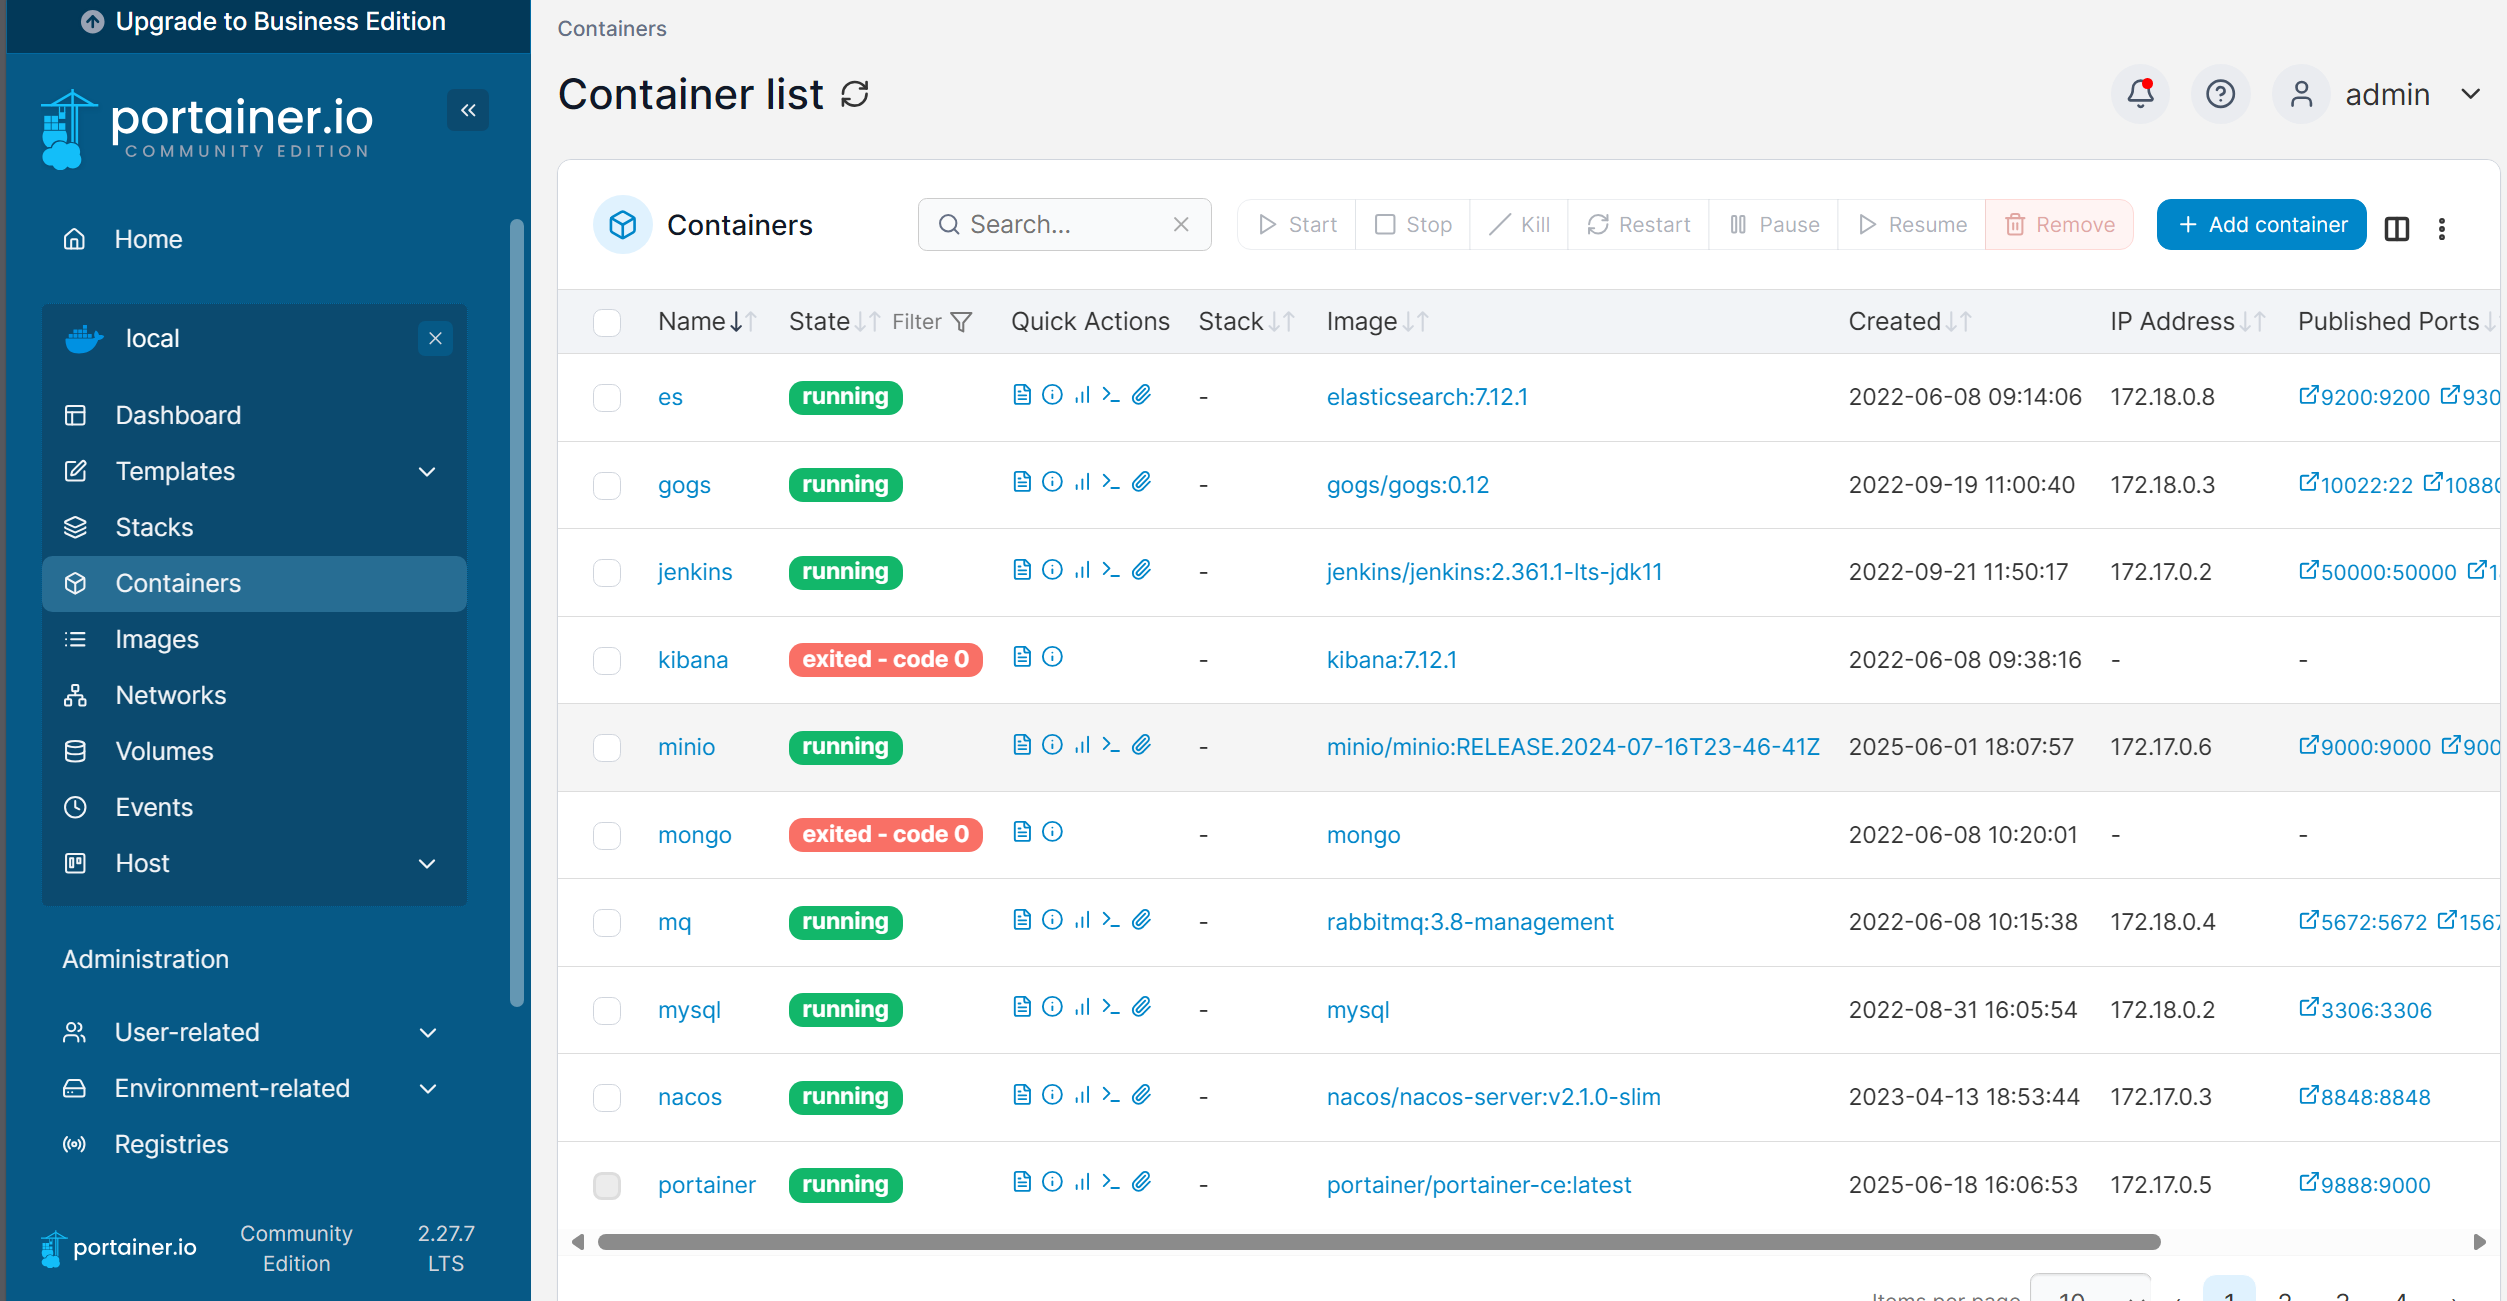 Upgrade to Business Edition
portainer.io
COMMUNITY EDITION
Home
local
Dashboard
Templates
Stacks
Containers
Images
Networks
Volumes
Events
Host
Administration
User-related
Environment-related
Registries
portainer.io Community Edition 2.27.7 LTS
Containers
Container list
admin
Containers Search... Start Stop Kill Restart Pause Resume Remove + Add container
Name State Filter Quick Actions Stack Image Created IP Address Published Ports
es running - elasticsearch:7.12.1 2022-06-08 09:14:06 172.18.0.8 9200:9200 930
gogs running - gogs/gogs:0.12 2022-09-19 11:00:40 172.18.0.3 10022:22 10880
jenkins running - jenkins/jenkins:2.361.1-lts-jdk11 2022-09-21 11:50:17 172.17.0.2 50000:50000 1
kibana exited - code 0 - kibana:7.12.1 2022-06-08 09:38:16 - -
minio running - minio/minio:RELEASE.2024-07-16T23-46-41Z 2025-06-01 18:07:57 172.17.0.6 9000:9000 900
mongo exited - code 0 - mongo 2022-06-08 10:20:01 - -
mq running - rabbitmq:3.8-management 2022-06-08 10:15:38 172.18.0.4 5672:5672 1567
mysql running - mysql 2022-08-31 16:05:54 172.18.0.2 3306:3306
nacos running - nacos/nacos-server:v2.1.0-slim 2023-04-13 18:53:44 172.17.0.3 8848:8848
portainer running - portainer/portainer-ce:latest 2025-06-18 16:06:53 172.17.0.5 9888:9000
Items per page 10 1 2 3 4